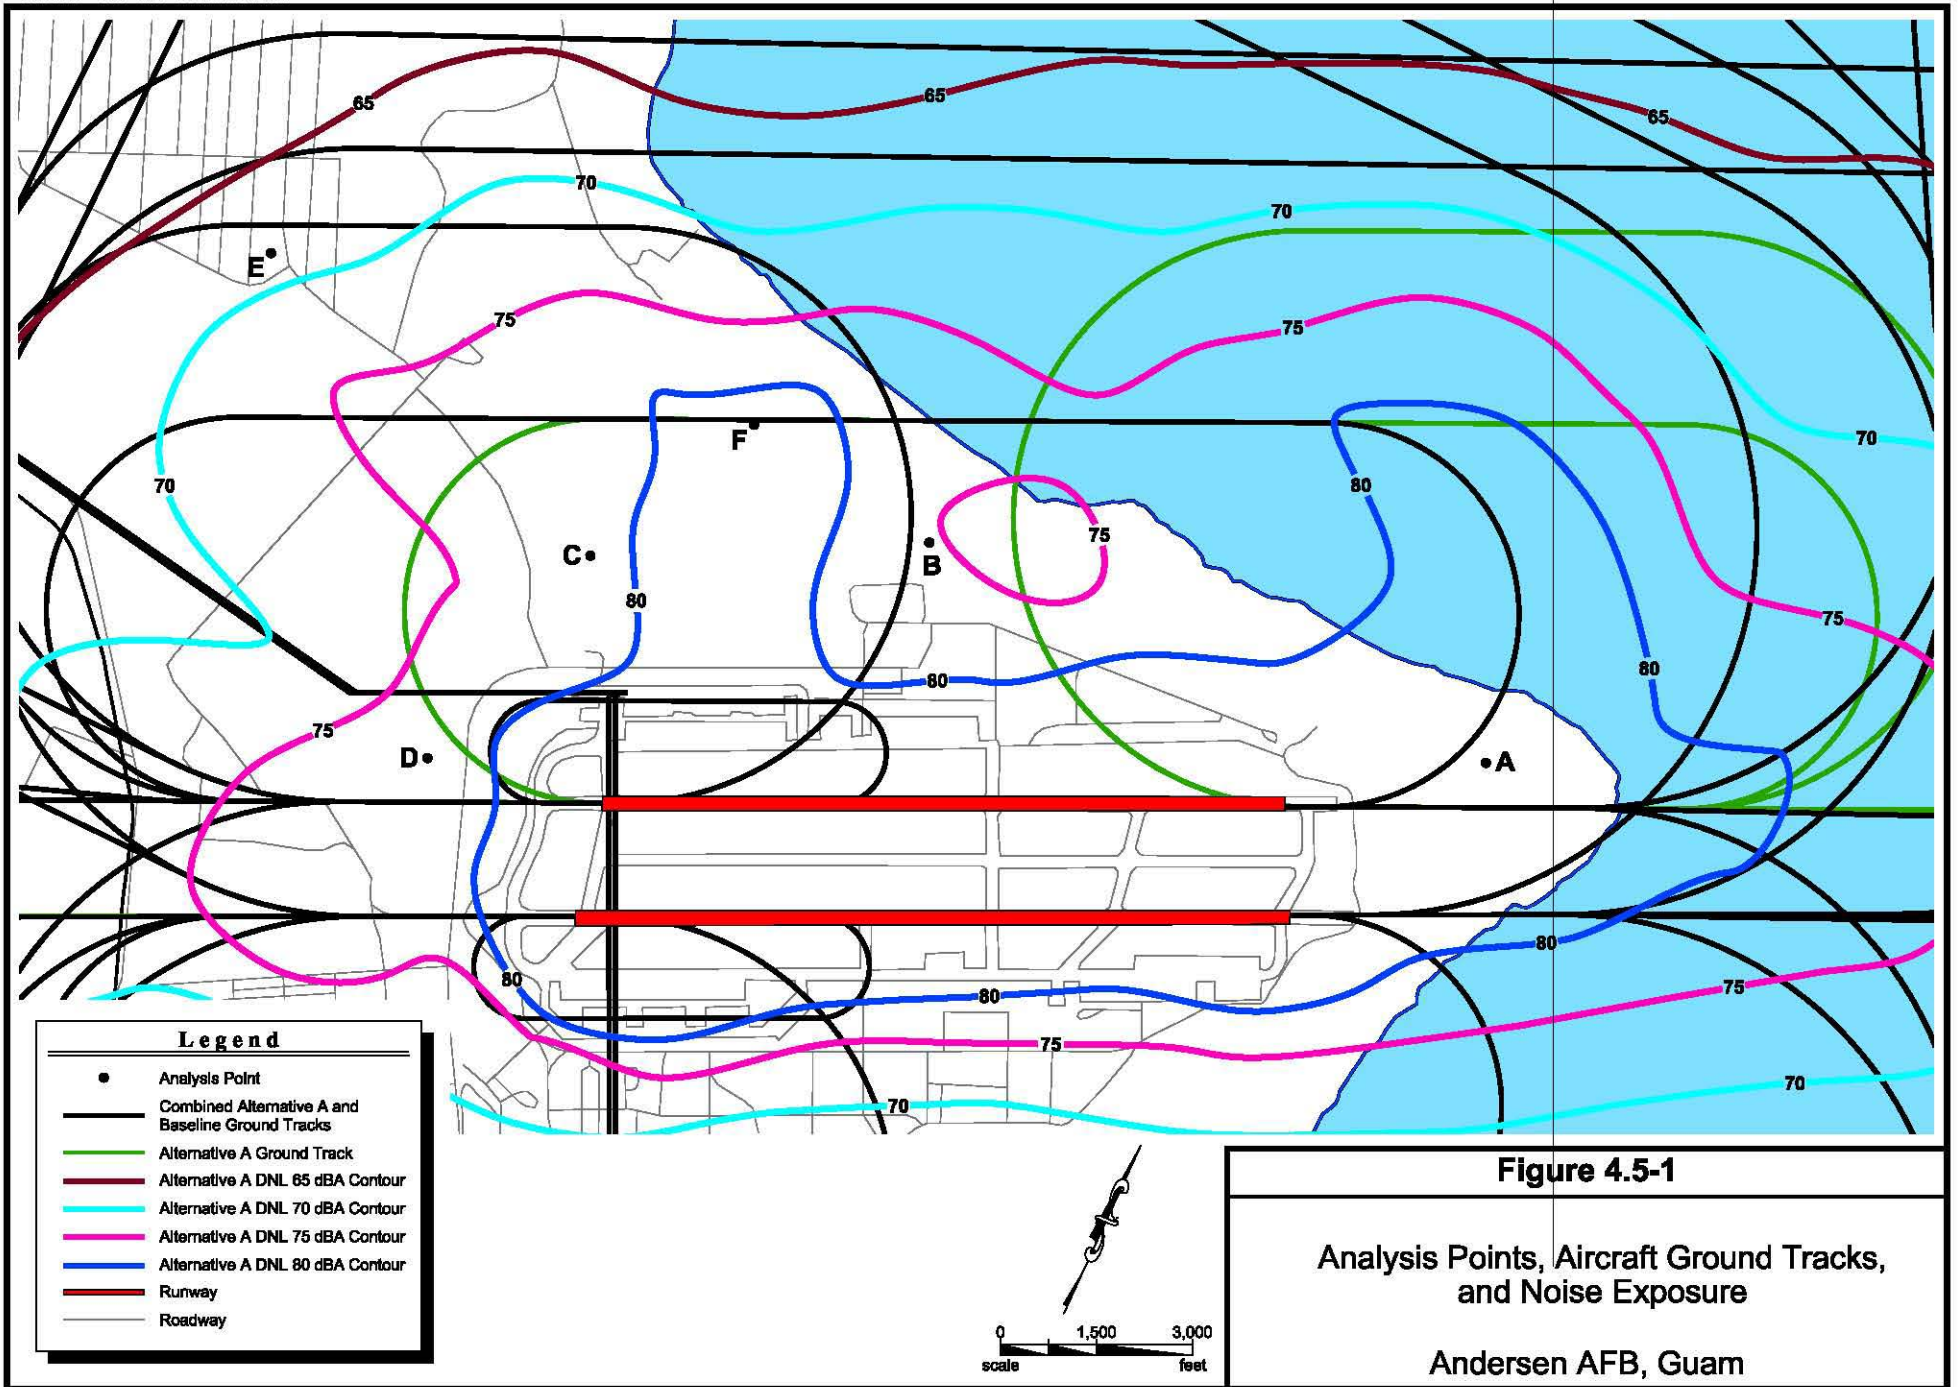 65
65
65
70
70
E
75
75
F
70
70
80
75
C
B
80
75
80
80
75
D
A
80
80
80
75
75
70
70
Legend
Analysis Point
Combined Alternative A and
Baseline Ground Tracks
Alternative A Ground Track
Alternative A DNL 65 dBA Contour
Alternative A DNL 70 dBA Contour
Alternative A DNL 75 dBA Contour
Alternative A DNL 80 dBA Contour
Runway
Roadway
0 1,500 3,000
scale feet
Figure 4.5-1
Analysis Points, Aircraft Ground Tracks,
and Noise Exposure
Andersen AFB, Guam